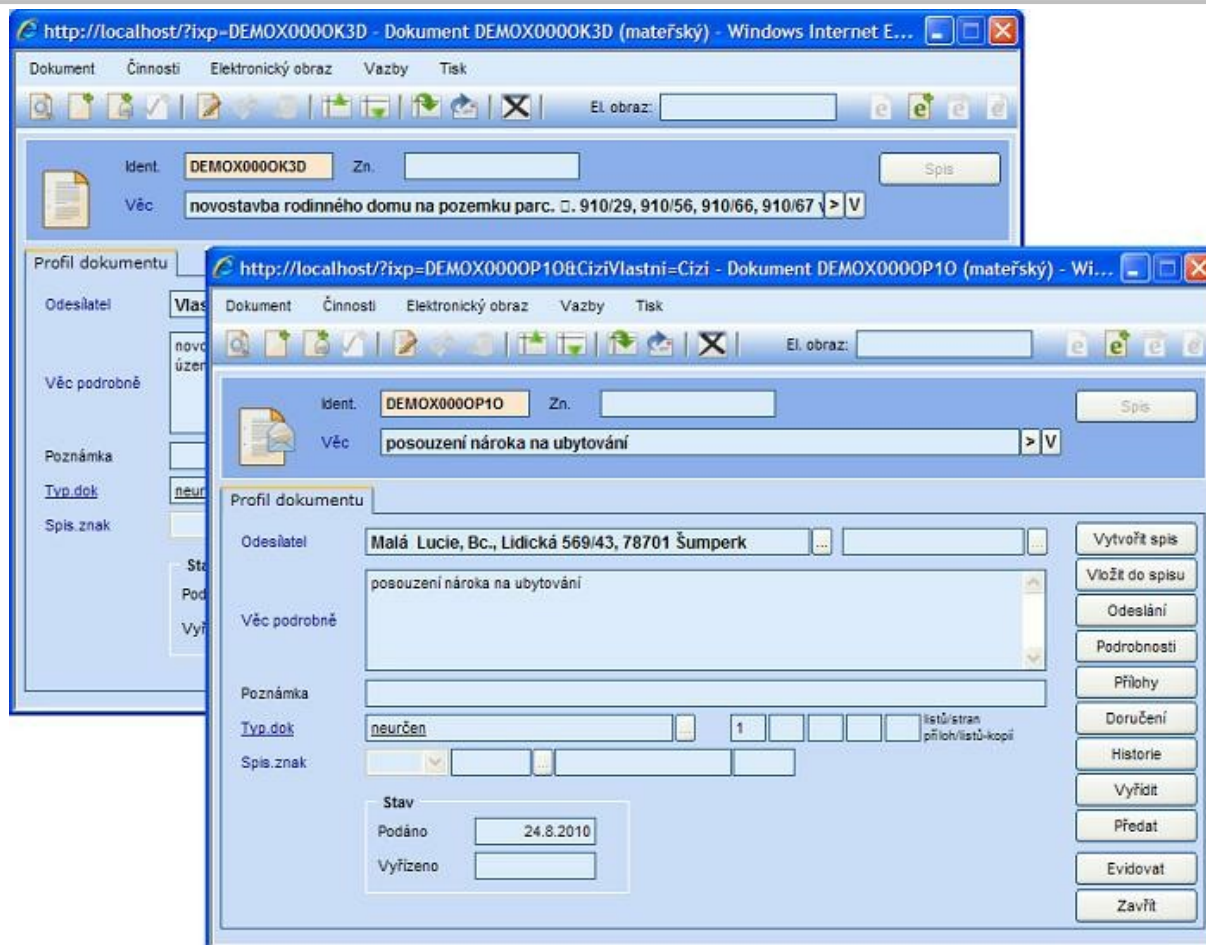 http://localhost/?ixp=DEMOX000OK3D - Dokument DEMOX000OK3D (mateřský) - Windows Internet E...
Dokument Činnosti Elektronický obraz Vazby Tisk
El. obraz:
Ident. DEMOX000OK3D Zn.
Spis
Věc novostavba rodinného domu na pozemku parc. □. 910/29, 910/56, 910/66, 910/67 > V
Profil dokumentu
Odesílatel
Věc podrobně
Poznámka
Typ.dok
Spis.znak
http://localhost/?ixp=DEMOX000OP1O&CiziVlastni=Cizi - Dokument DEMOX000OP1O (mateřský) - Wi...
Dokument Činnosti Elektronický obraz Vazby Tisk
El. obraz:
Ident. DEMOX000OP1O Zn.
Spis
Věc posouzení nároka na ubytování > V
Profil dokumentu
Odesílatel Malá Lucie, Bc., Lidická 569/43, 78701 Šumperk ... ...
Věc podrobně posouzení nároka na ubytování
Poznámka
Typ.dok neurčen ... 1 listů/stran
příloh/listů-kopií
Spis.znak ...
Stav
Podáno 24.8.2010
Vyřízeno
Vytvořit spis
Vložit do spisu
Odeslání
Podrobnosti
Přílohy
Doručení
Historie
Vyřídit
Předat
Evidovat
Zavřít